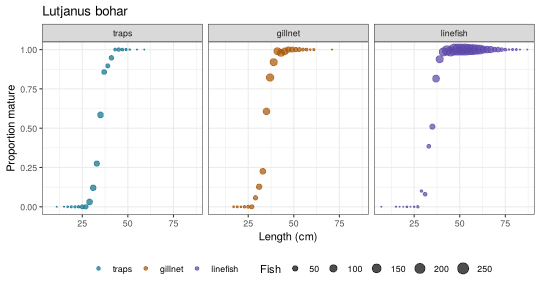 Lutjanus bohar
traps gillnet linefish
Proportion mature
1.00
0.75
0.50
0.25
0.00
25 50 75 25 50 75 25 50 75
Length (cm)
traps gillnet linefish Fish 50 100 150 200 250